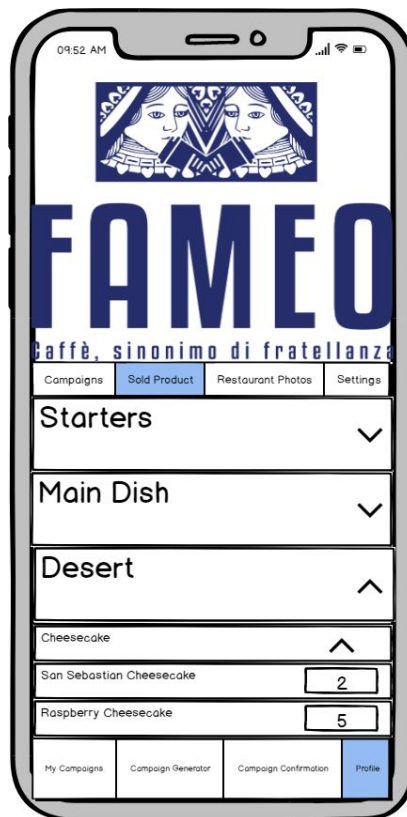 09:52 AM
FAMEO
Caffè, sinonimo di fratellanza
Campaigns Sold Product Restaurant Photos Settings
Starters
Main Dish
Desert
Cheesecake
San Sebastian Cheesecake 2
Raspberry Cheesecake 5
My Campaigns Campaign Generator Campaign Confirmation Profile